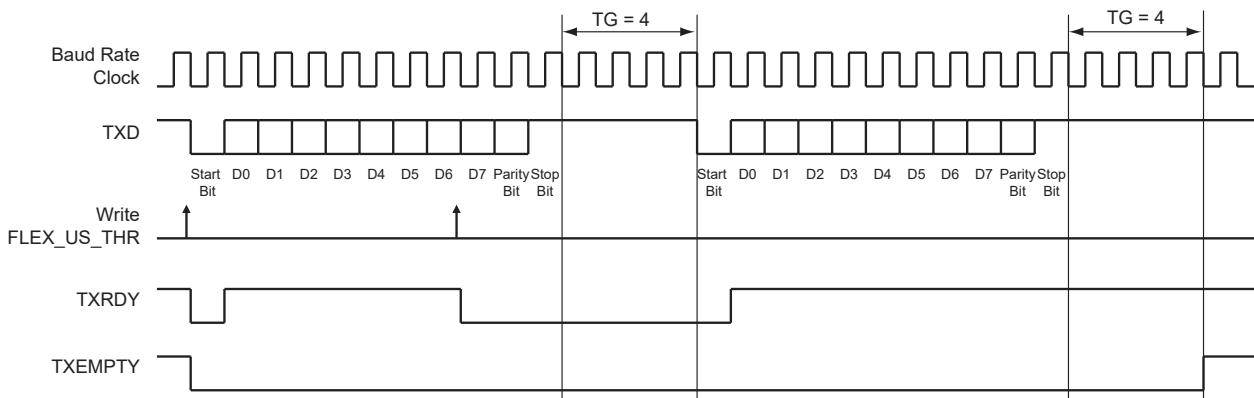 TG = 4
TG = 4
Baud Rate
Clock
TXD
Start
Bit
D0
D1
D2
D3
D4
D5
D6
D7
Parity
Bit
Stop
Bit
Start
Bit
D0
D1
D2
D3
D4
D5
D6
D7
Parity
Bit
Stop
Bit
Write
FLEX_US_THR
TXRDY
TXEMPTY